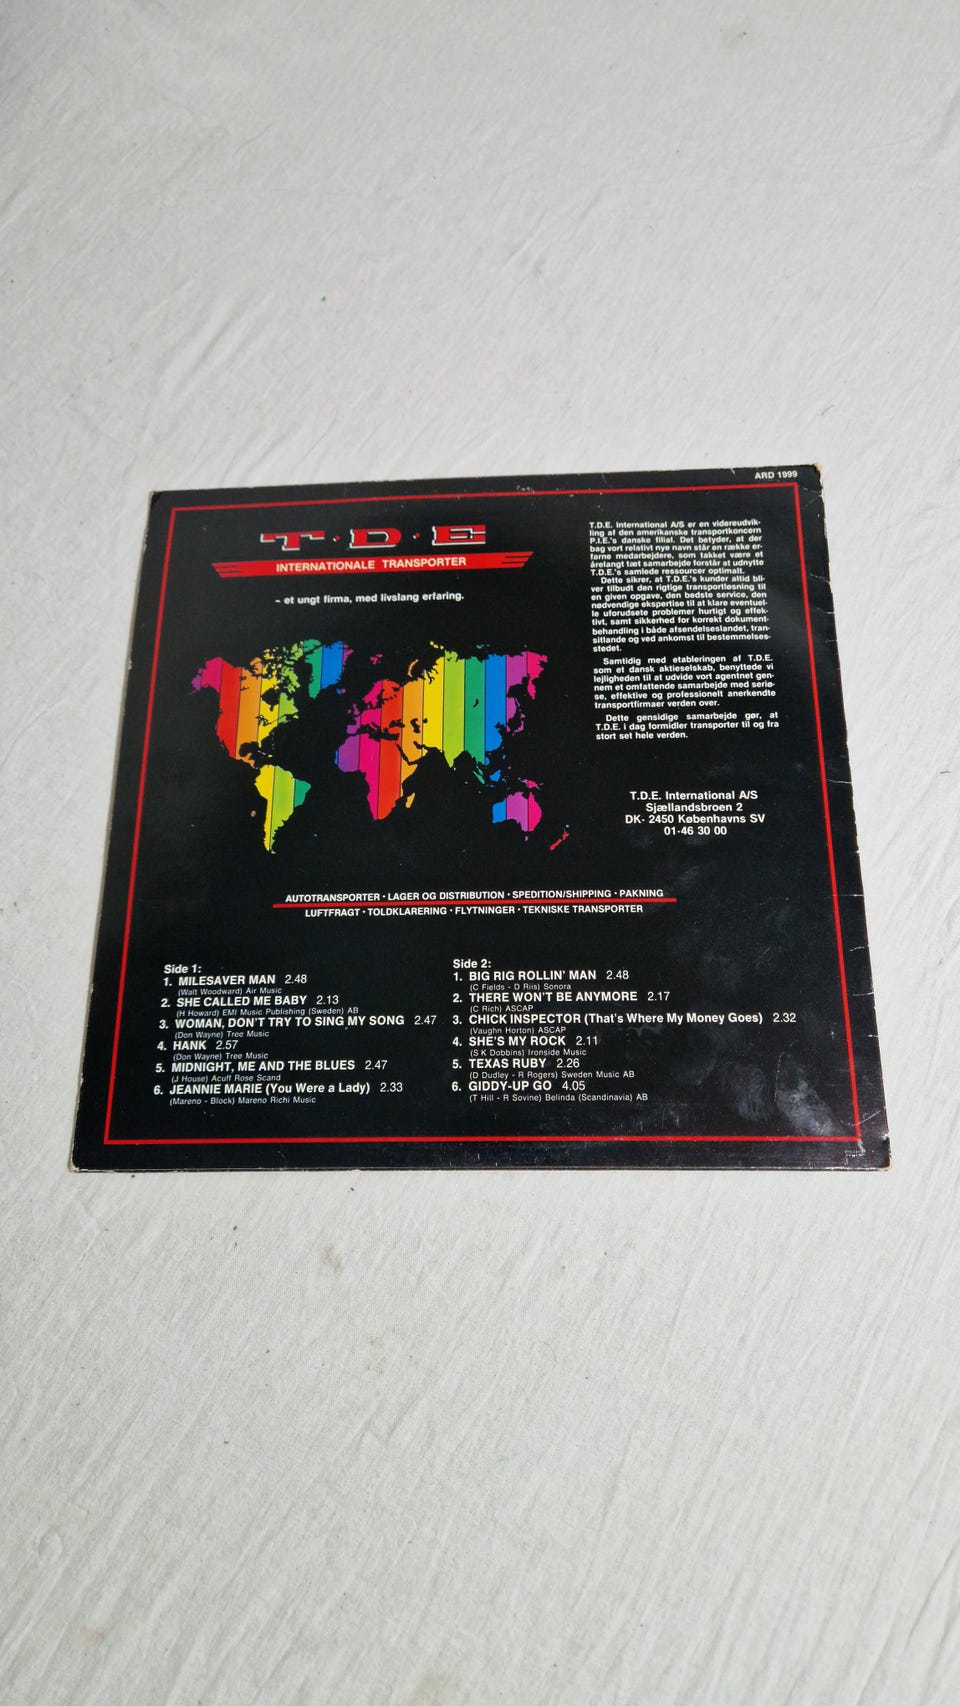 ARD 1999
T·D·E
INTERNATIONALE TRANSPORTER
- et ungt firma, med livslang erfaring.
T.D.E. International A/S er en videreudvik-
ling af den amerikanske transportkoncern
P.I.E.'s danske filial. Det betyder, at der
bag vort relativt nye navn står en række er-
farne medarbejdere, som takket være et
årelangt tæt samarbejde forstår at udnytte
T.D.E.'s samlede ressourcer optimalt.
Dette sikrer, at T.D.E.'s kunder altid bli-
ver tilbudt den rigtige transportløsning til
en given opgave, den bedste service, den
nødvendige ekspertise til at klare eventuel-
le uforudsete problemer hurtigt og effek-
tivt, samt sikkerhed for korrekt dokument-
behandling i både afsendelseslandet, tran-
sitlande og ved ankomst til bestemmelses-
stedet.
Samtidig med etableringen af T.D.E.
som et dansk aktieselskab, benyttede vi
lejligheden til at udvide vort agentnet gen-
nem et omfattende samarbejde med seriø-
se, effektive og professionelt anerkendte
transportfirmaer verden over.
Dette gensidige samarbejde gør, at
T.D.E. i dag formidler transporter til og fra
stort set hele verden.
T.D.E. International A/S
Sjællandsbroen 2
DK- 2450 Københavns SV
01-46 30 00
AUTOTRANSPORTER · LAGER OG DISTRIBUTION · SPEDITION/SHIPPING · PAKNING
LUFTFRAGT · TOLDKLARERING · FLYTNINGER · TEKNISKE TRANSPORTER
Side 1:
1. MILESAVER MAN 2.48
(Walt Woodward) Air Music
2. SHE CALLED ME BABY 2.13
(H Howard) EMI Music Publishing (Sweden) AB
3. WOMAN, DON'T TRY TO SING MY SONG 2.47
(Don Wayne) Tree Music
4. HANK 2.57
(Don Wayne) Tree Music
5. MIDNIGHT, ME AND THE BLUES 2.47
(J House) Acuff Rose Scand
6. JEANNIE MARIE (You Were a Lady) 2.33
(Mareno - Block) Mareno Richi Music
Side 2:
1. BIG RIG ROLLIN' MAN 2.48
(C Fields - D Riis) Sonora
2. THERE WON'T BE ANYMORE 2.17
(C Rich) ASCAP
3. CHICK INSPECTOR (That's Where My Money Goes) 2.32
(Vaughn Horton) ASCAP
4. SHE'S MY ROCK 2.11
(S K Dobbins) Ironside Music
5. TEXAS RUBY 2.26
(D Dudley - R Rogers) Sweden Music AB
6. GIDDY-UP GO 4.05
(T Hill - R Sovine) Belinda (Scandinavia) AB